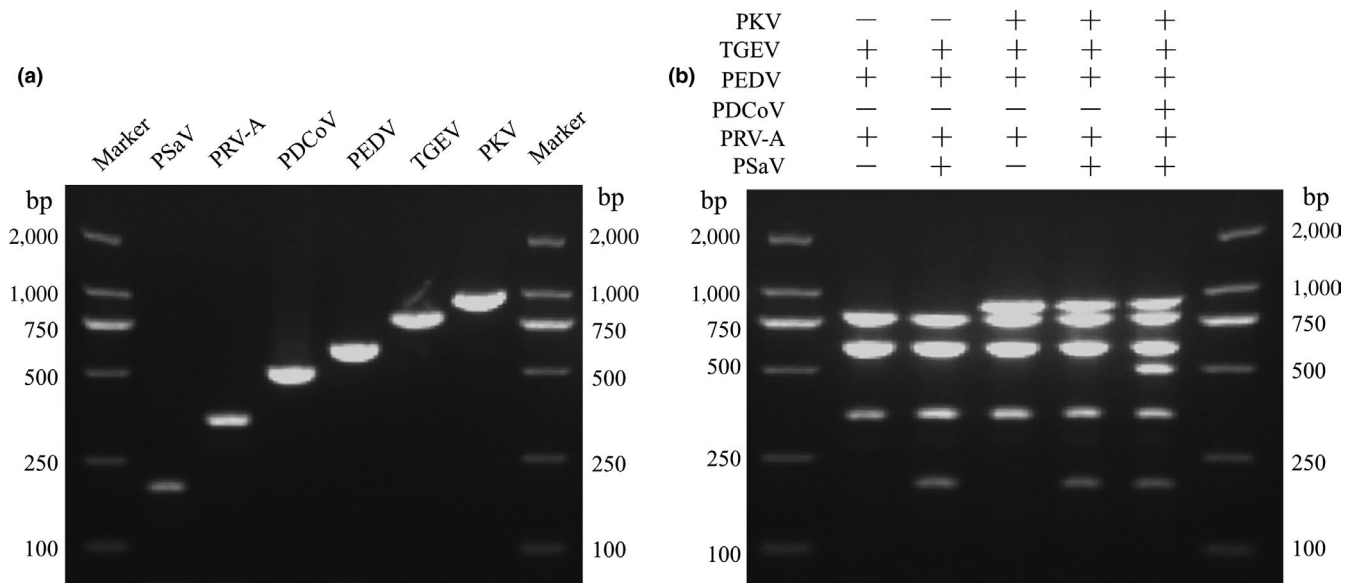 (a)
Marker PSaV PRV-A PDCoV PEDV TGEV PKV Marker
bp bp
2,000 2,000
1,000 1,000
750 750
500 500
250 250
100 100
(b)
PKV — — + + +
TGEV + + + + +
PEDV + + + + +
PDCoV — — — — +
PRV-A + + + + +
PSaV — + — + +
bp bp
2,000 2,000
1,000 1,000
750 750
500 500
250 250
100 100